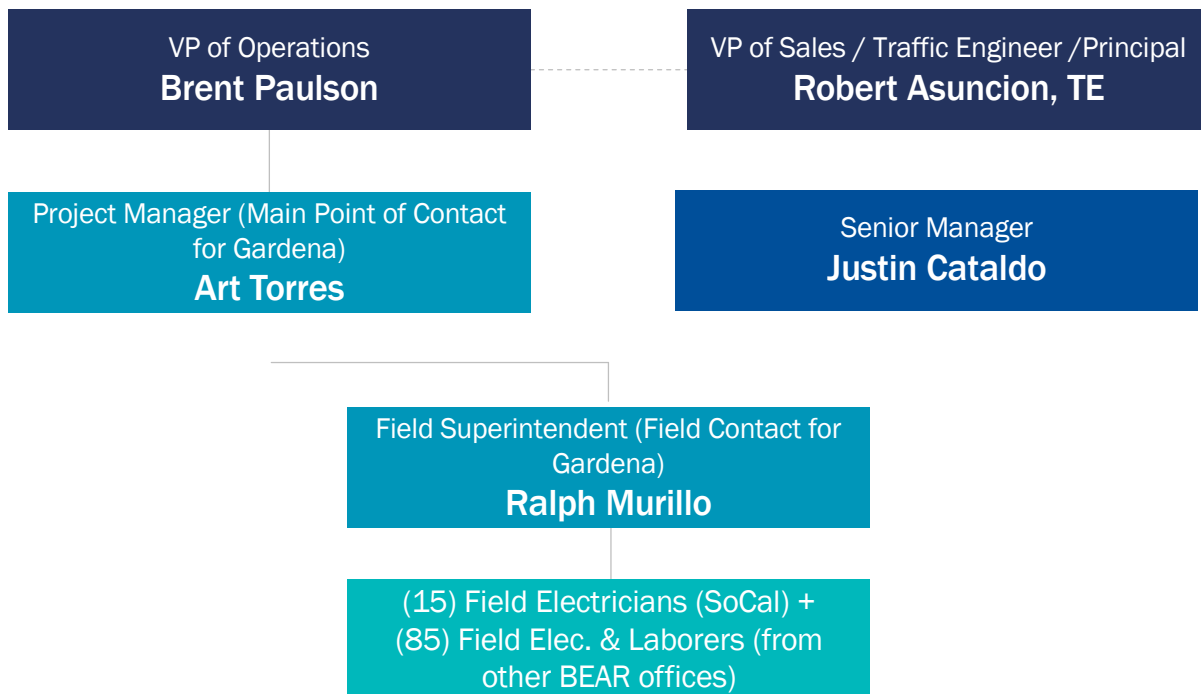 VP of Operations
Brent Paulson
VP of Sales / Traffic Engineer /Principal
Robert Asuncion, TE
Project Manager (Main Point of Contact
for Gardena)
Art Torres
Senior Manager
Justin Cataldo
Field Superintendent (Field Contact for
Gardena)
Ralph Murillo
(15) Field Electricians (SoCal) +
(85) Field Elec. & Laborers (from
other BEAR offices)